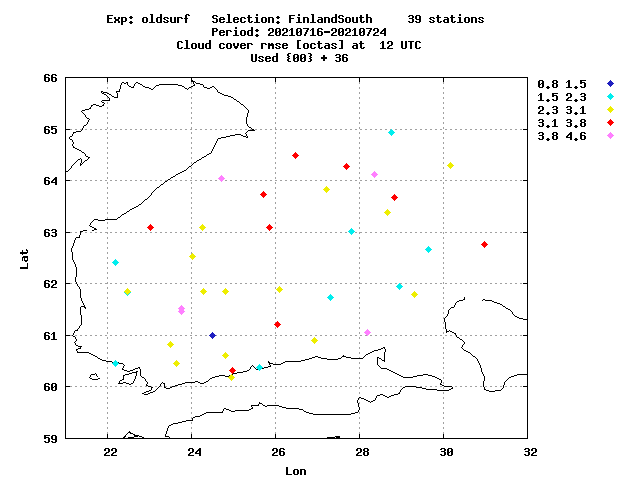 Exp: oldsurf Selection: FinlandSouth 39 stations
Period: 20210716-20210724
Cloud cover rmse [octas] at 12 UTC
Used {00} + 36
66
65
64
63
62
61
60
59
Lat
22 24 26 28 30 32
Lon
0.8 1.5
1.5 2.3
2.3 3.1
3.1 3.8
3.8 4.6